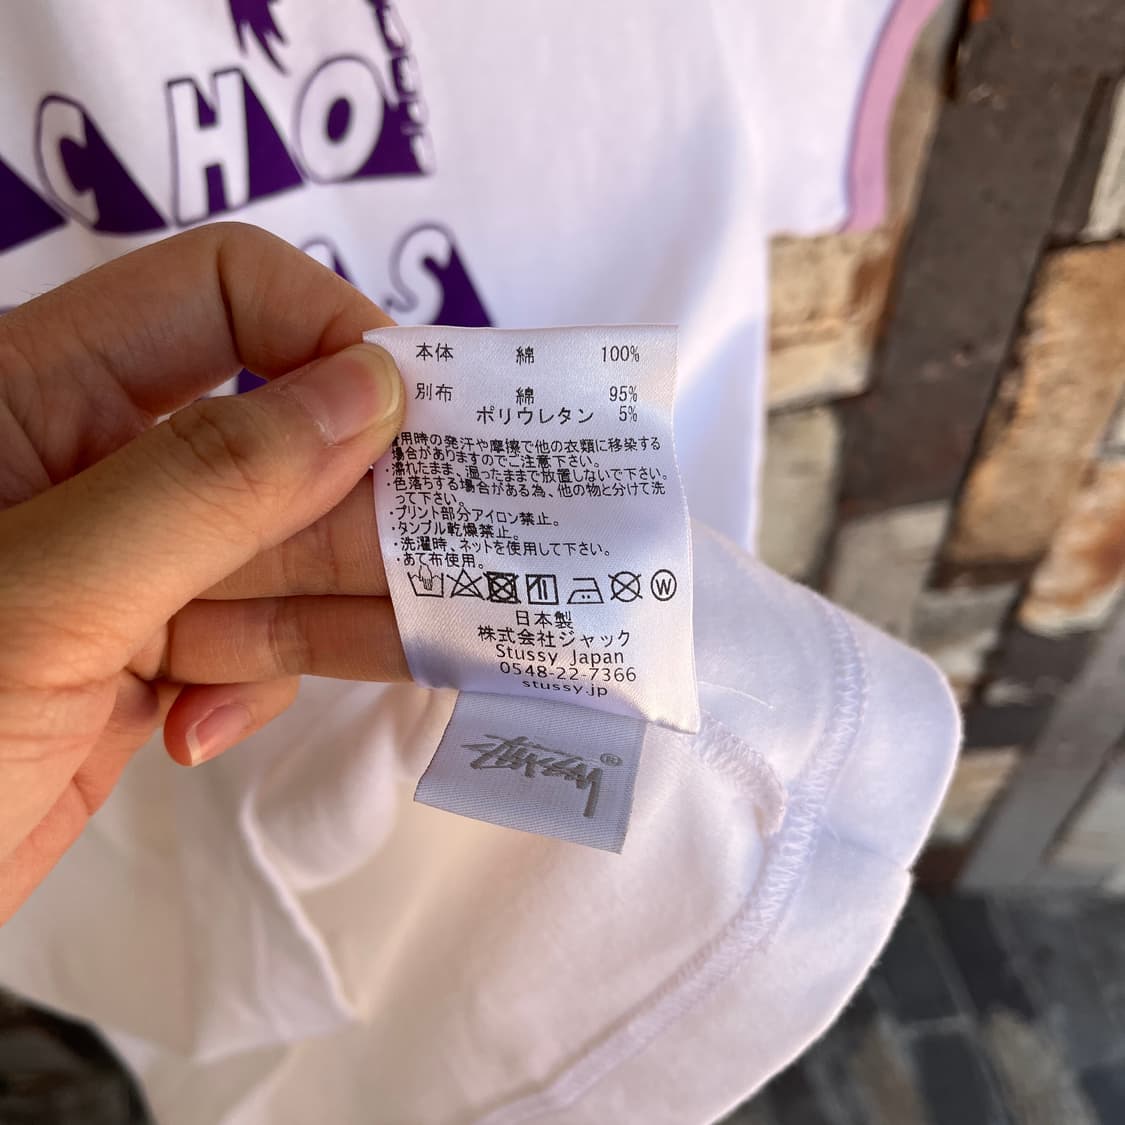 CHO
AS
本体 綿 100%
別布 綿 95%
ポリウレタン 5%
用時の発汗や摩擦で他の衣類に移染する
場合がありますのでご注意下さい。
・濡れたまま、湿ったままで放置しないで下さい。
・色落ちする場合がある為、他の物と分けて洗
って下さい。
・プリント部分アイロン禁止。
・タンブル乾燥禁止。
・洗濯時、ネットを使用して下さい。
・あて布使用。
W
日本製
株式会社ジャック
Stussy Japan
0548-22-7366
stussy.jp
Stüssy ®